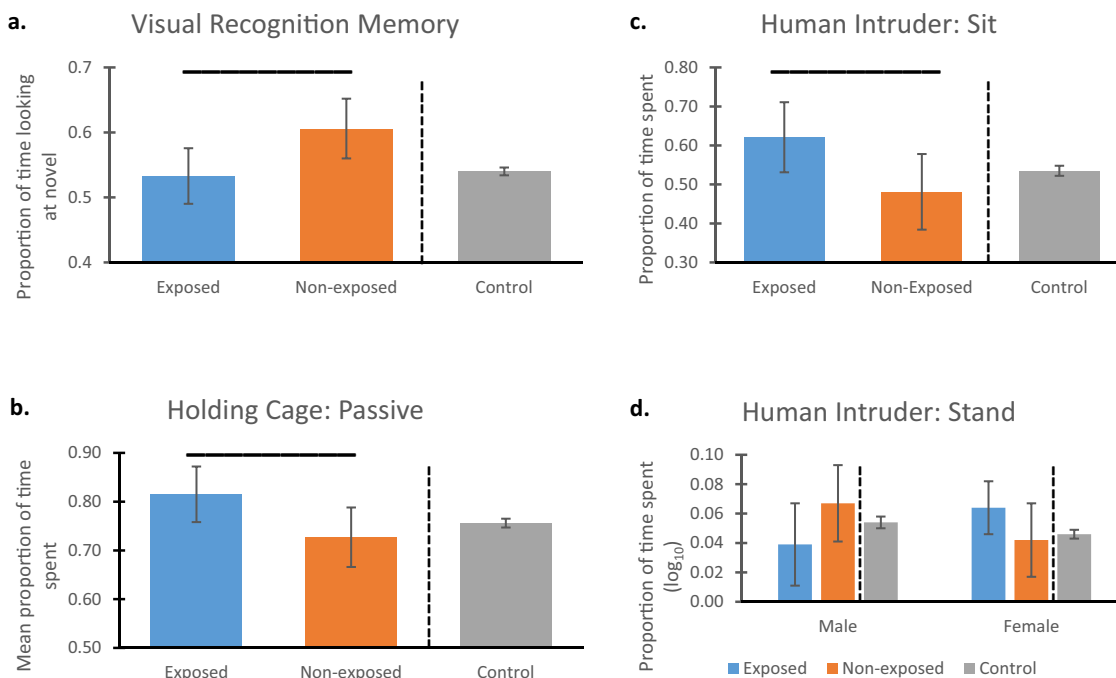 a.
Visual Recognition Memory
Proportion of time looking
at novel
0.7
0.6
0.5
0.4
Exposed
Non-exposed
Control
c.
Human Intruder: Sit
Proportion of time spent
0.80
0.70
0.60
0.50
0.40
0.30
Exposed
Non-Exposed
Control
b.
Holding Cage: Passive
Mean proportion of time
spent
0.90
0.80
0.70
0.60
0.50
Exposed
Non-exposed
Control
d.
Human Intruder: Stand
Proportion of time spent
(log10)
0.10
0.08
0.06
0.04
0.02
0.00
Male
Female
Exposed
Non-exposed
Control